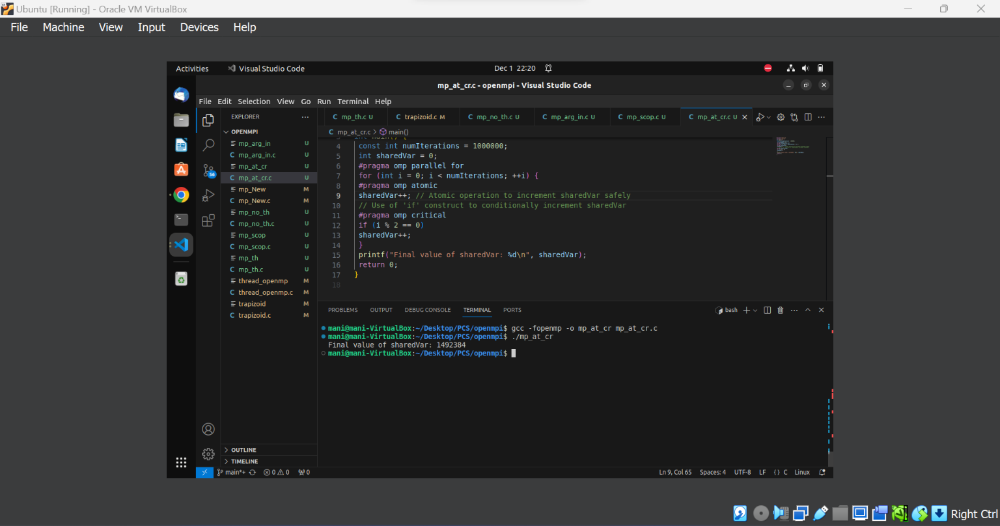 Ubuntu [Running] - Oracle VM VirtualBox
File Machine View Input Devices Help
Activities Visual Studio Code Dec 1 22:20
mp_at_cr.c - openmpi - Visual Studio Code
File Edit Selection View Go Run Terminal Help
EXPLORER
OPENMPI
mp_arg_in U
mp_arg_in.c U
mp_at_cr U
mp_at_cr.c U
mp_New M
mp_New.c M
mp_no_th U
mp_no_th.c U
mp_scop U
mp_scop.c U
mp_th U
mp_th.c U
thread_openmp M
thread_openmp.c M
trapizoid M
trapizoid.c M
56
OUTLINE
TIMELINE
mp_th.c U trapizoid.c M mp_no_th.c U mp_arg_in.c U mp_scop.c U mp_at_cr.c U
mp_at_cr.c > main()
3 int main() {
4 const int numIterations = 1000000;
5 int sharedVar = 0;
6 #pragma omp parallel for
7 for (int i = 0; i < numIterations; ++i) {
8 #pragma omp atomic
9 sharedVar++; // Atomic operation to increment sharedVar safely
10 // Use of 'if' construct to conditionally increment sharedVar
11 #pragma omp critical
12 if (i % 2 == 0)
13 sharedVar++;
14 }
15 printf("Final value of sharedVar: %d\n", sharedVar);
16 return 0;
17 }
18
PROBLEMS OUTPUT DEBUG CONSOLE TERMINAL PORTS bash
mani@mani-VirtualBox:~/Desktop/PCS/openmpi$ gcc -fopenmp -o mp_at_cr mp_at_cr.c
mani@mani-VirtualBox:~/Desktop/PCS/openmpi$ ./mp_at_cr
Final value of sharedVar: 1492384
mani@mani-VirtualBox:~/Desktop/PCS/openmpi$
main*+ 0 0 0 Ln 9, Col 65 Spaces: 4 UTF-8 LF {} C Linux
Right Ctrl